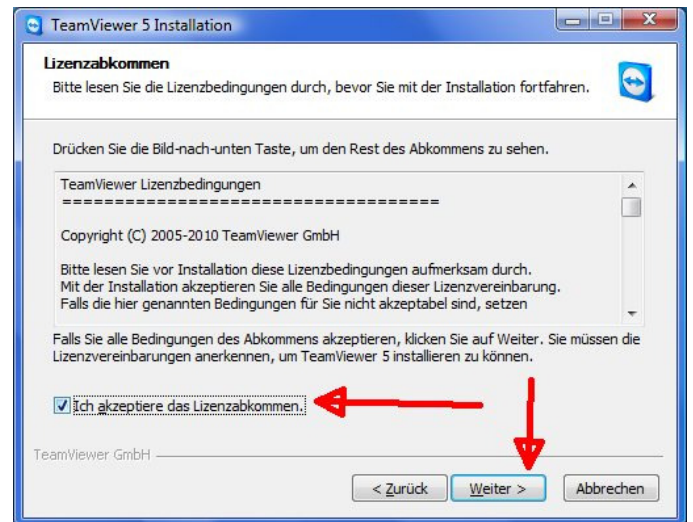 TeamViewer 5 Installation
Lizenzabkommen
Bitte lesen Sie die Lizenzbedingungen durch, bevor Sie mit der Installation fortfahren.
Drücken Sie die Bild-nach-unten Taste, um den Rest des Abkommens zu sehen.
TeamViewer Lizenzbedingungen
=====================================
Copyright (C) 2005-2010 TeamViewer GmbH
Bitte lesen Sie vor Installation diese Lizenzbedingungen aufmerksam durch.
Mit der Installation akzeptieren Sie alle Bedingungen dieser Lizenzvereinbarung.
Falls die hier genannten Bedingungen für Sie nicht akzeptabel sind, setzen
Falls Sie alle Bedingungen des Abkommens akzeptieren, klicken Sie auf Weiter. Sie müssen die
Lizenzvereinbarungen anerkennen, um TeamViewer 5 installieren zu können.
Ich akzeptiere das Lizenzabkommen.
TeamViewer GmbH
< Zurück Weiter > Abbrechen